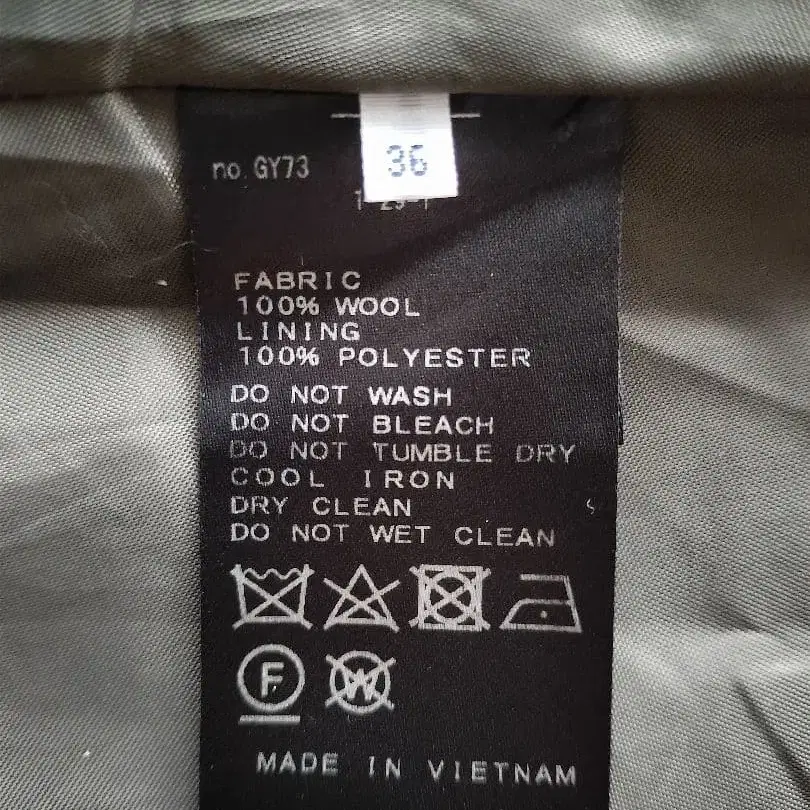 no. GY73
36
FABRIC
100% WOOL
LINING
100% POLYESTER
DO NOT WASH
DO NOT BLEACH
DO NOT TUMBLE DRY
COOL IRON
DRY CLEAN
DO NOT WET CLEAN
F W
MADE IN VIETNAM